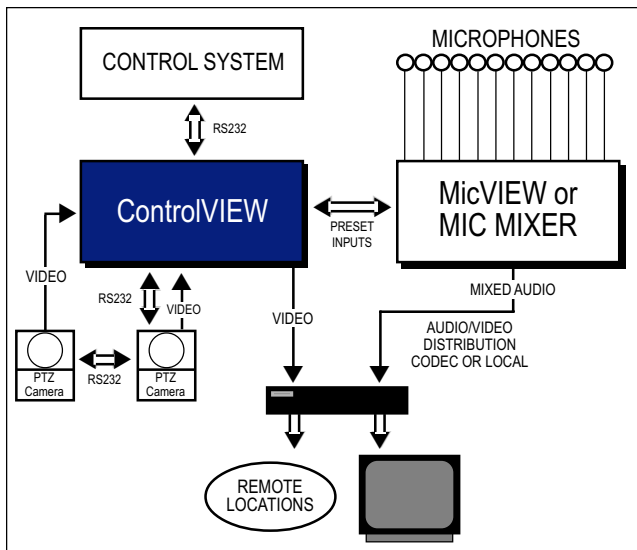 MICROPHONES
CONTROL SYSTEM
RS232
ControlVIEW
MicVIEW or
MIC MIXER
PRESET
INPUTS
VIDEO
RS232
VIDEO
VIDEO
MIXED AUDIO
AUDIO/VIDEO
DISTRIBUTION
CODEC OR LOCAL
PTZ
Camera
RS232
PTZ
Camera
REMOTE
LOCATIONS